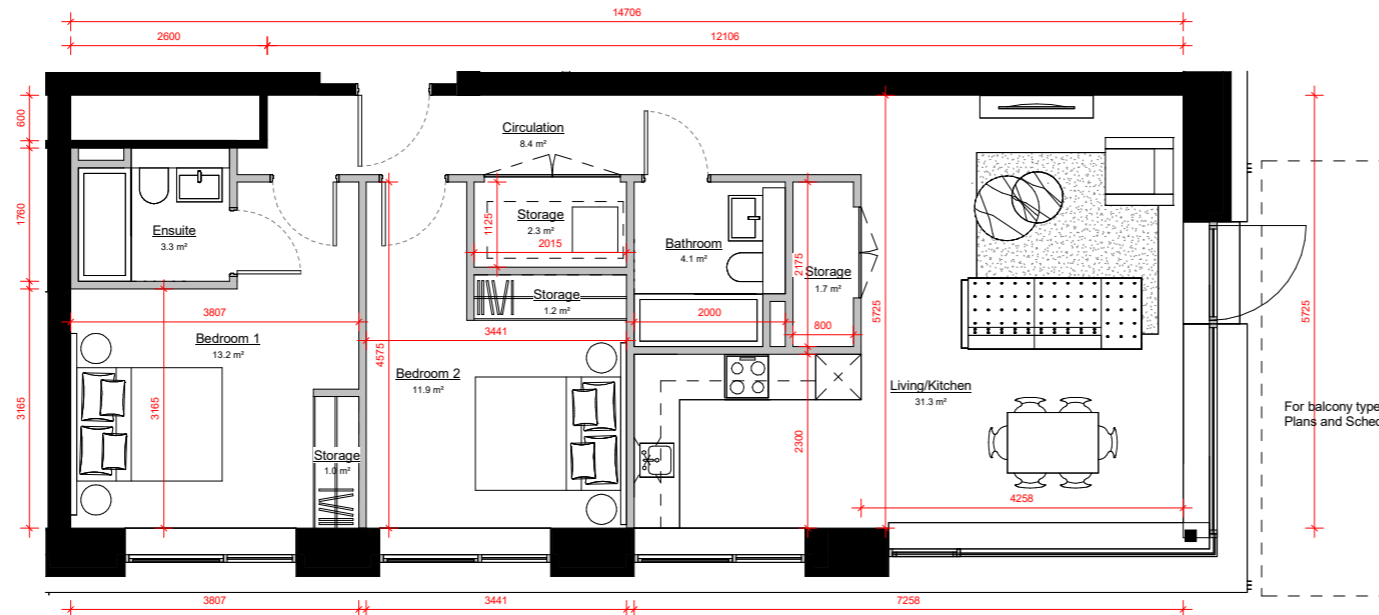 14706
2600
12106
600
Circulation
8.4 m²
1760
1125
Storage
2.3 m²
2015
Ensuite
3.3 m²
Bathroom
4.1 m²
2175
Storage
1.7 m²
5725
5725
Storage
1.2 m²
3807
2000
800
3441
Bedroom 1
13.2 m²
4575
Bedroom 2
11.9 m²
Living/Kitchen
31.3 m²
3165
3165
For balcony type
Plans and Sched
2300
Storage
1.0 m²
4258
3807
3441
7258